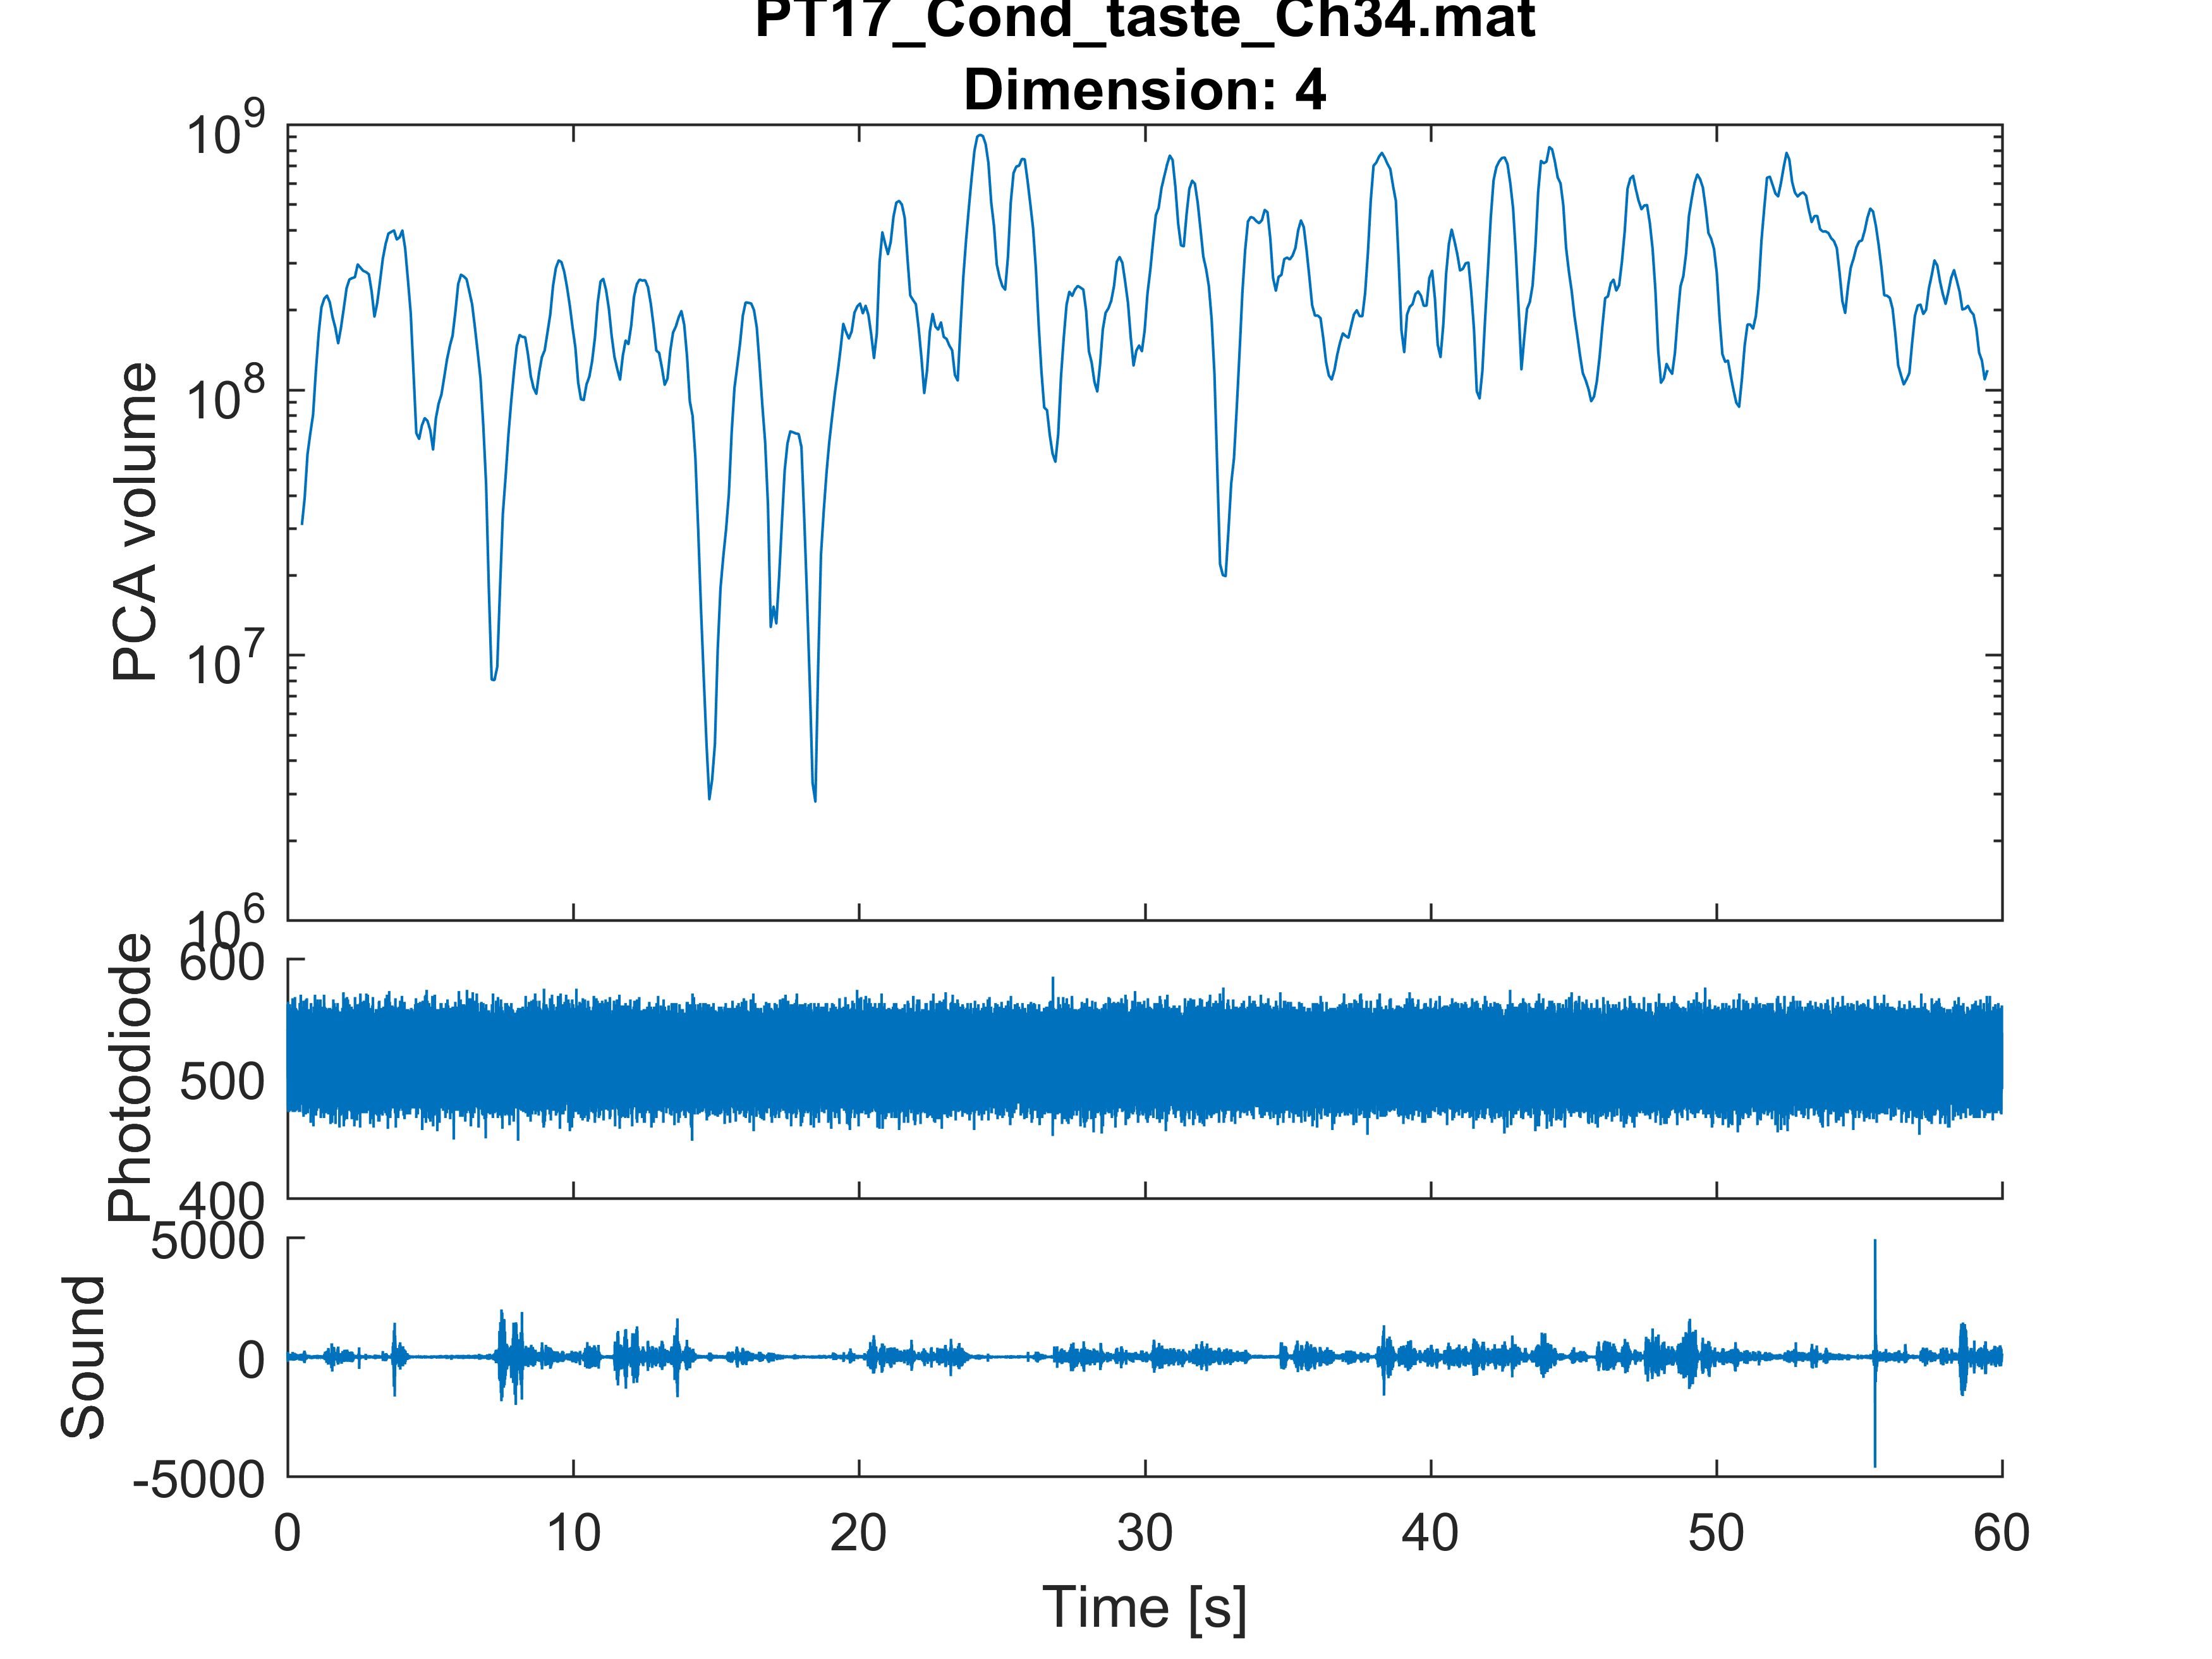 PT17_Cond_taste_Ch34.mat
Dimension: 4
10^9
10^8
10^7
10^6
PCA volume
600
500
400
Photodiode
5000
0
-5000
Sound
0 10 20 30 40 50 60
Time [s]